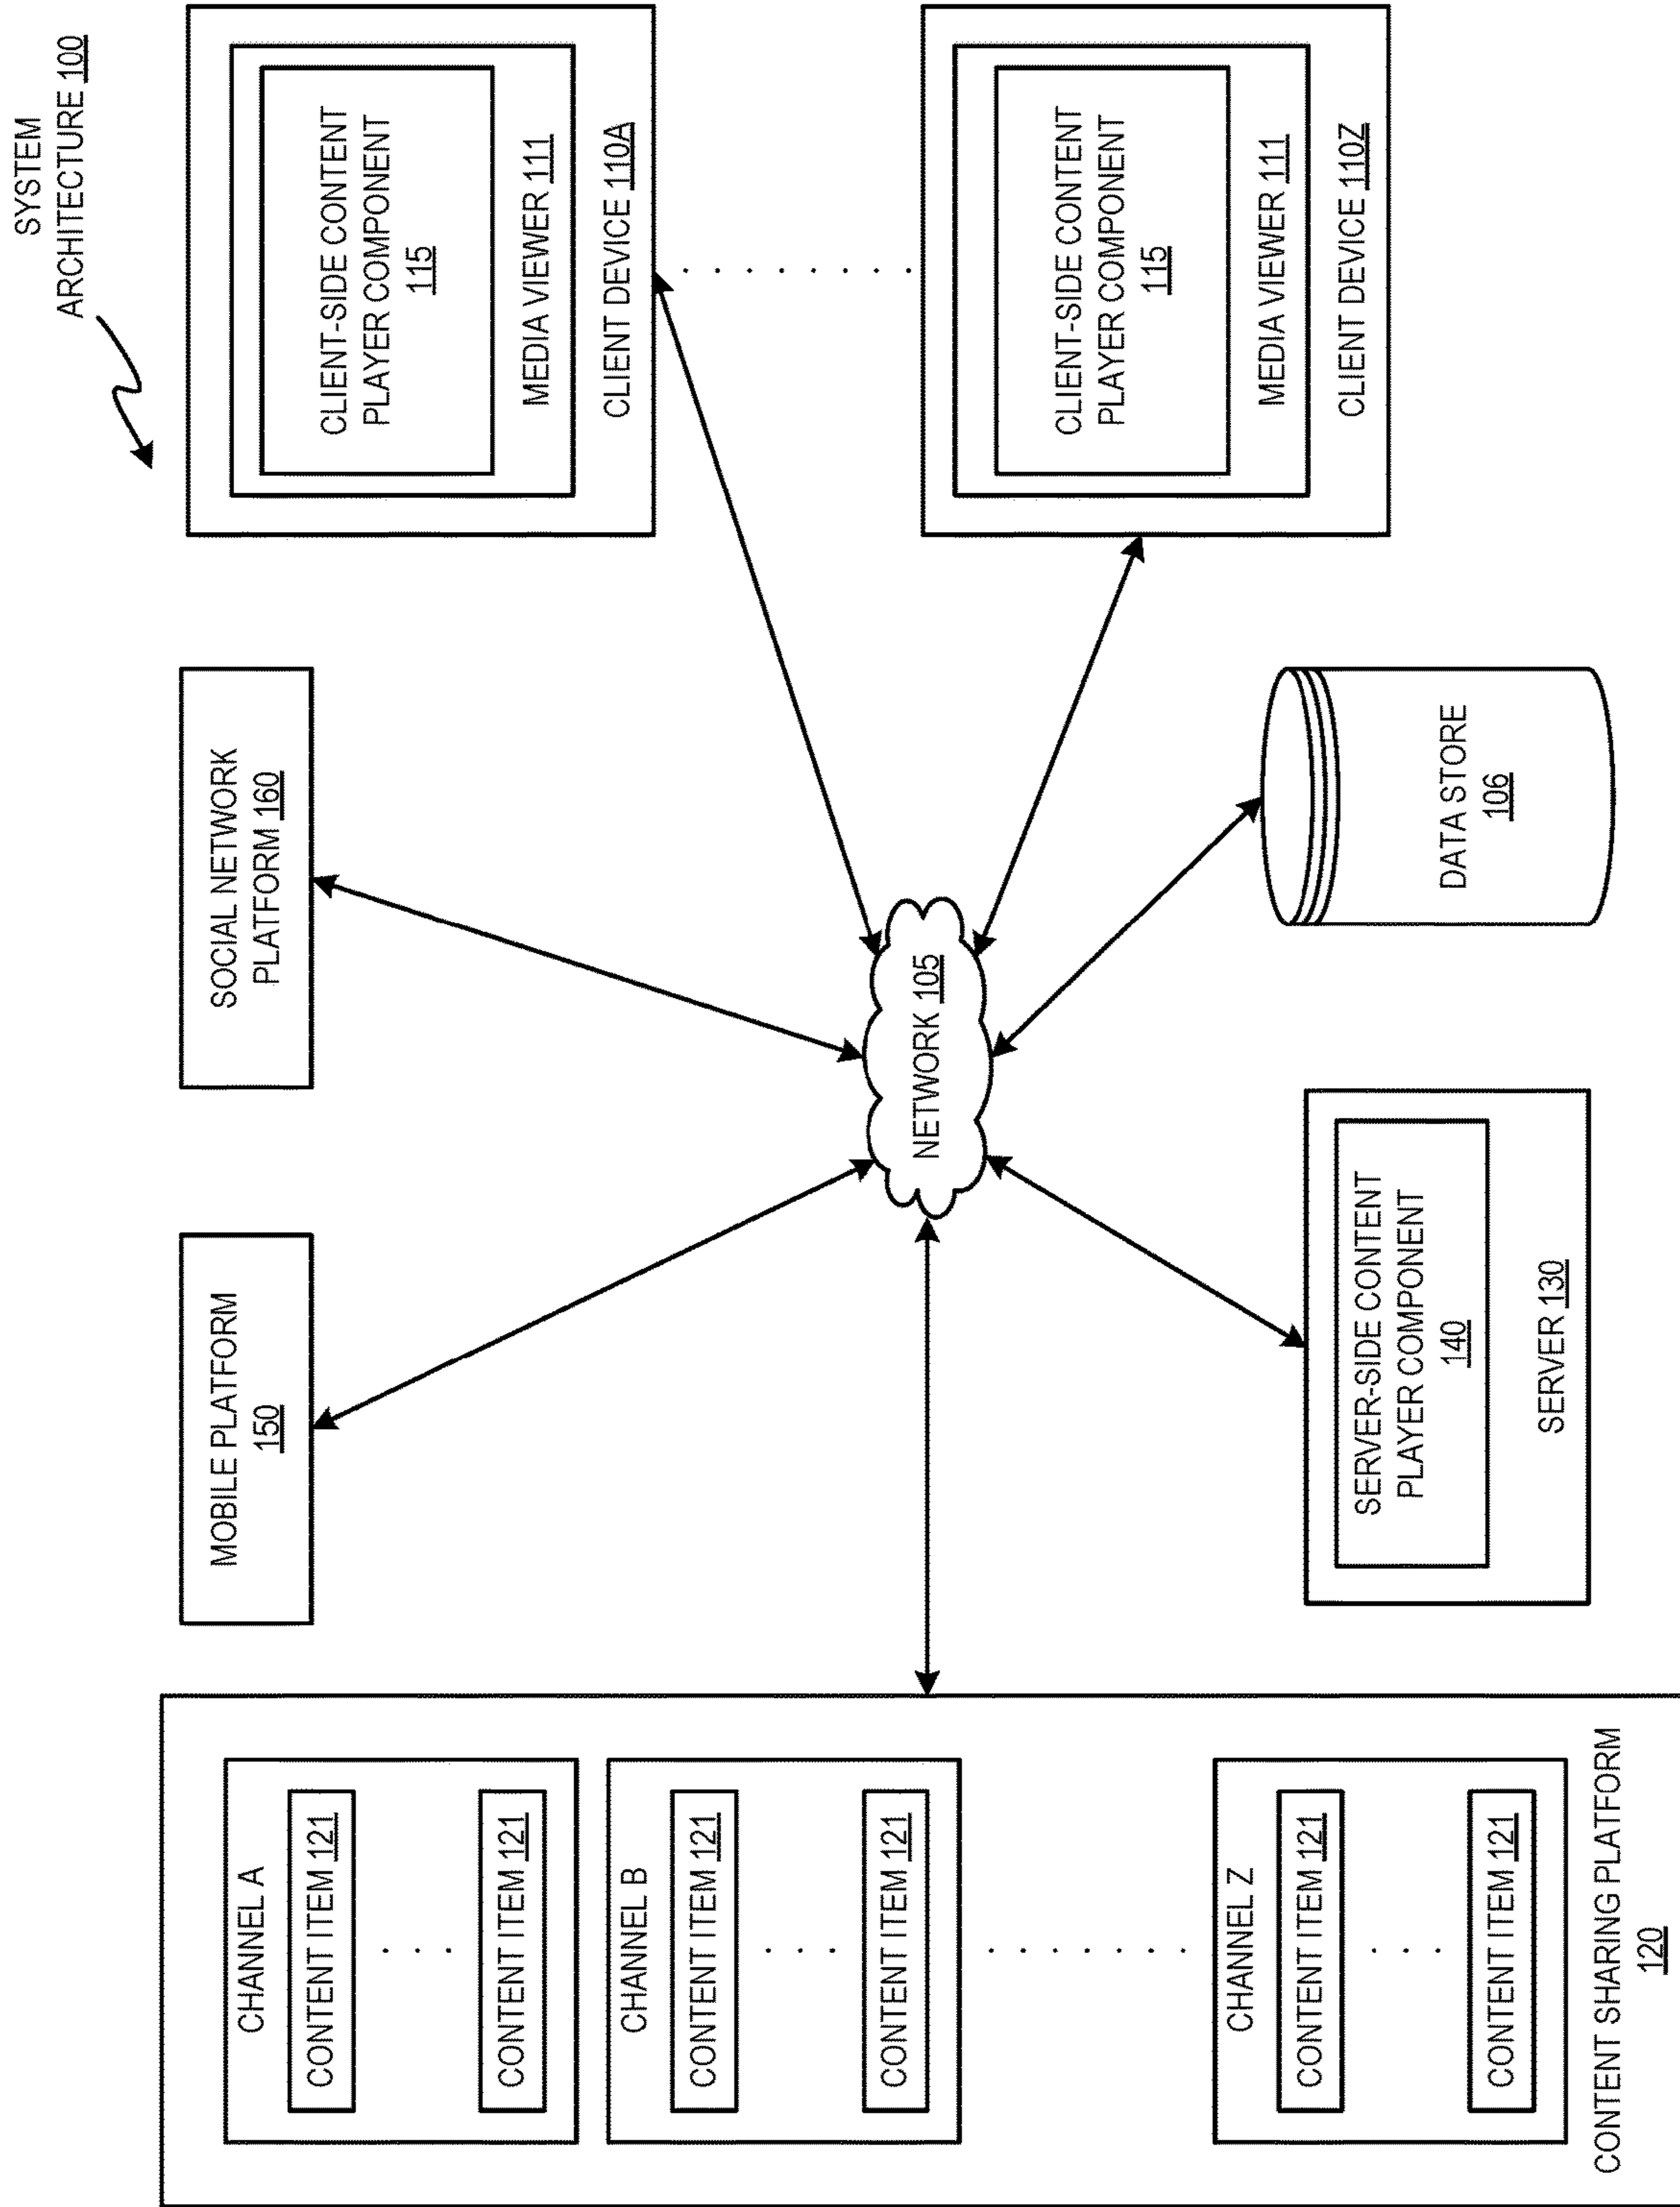 SYSTEM
ARCHITECTURE 100
CHANNEL A
CONTENT ITEM 121
CONTENT ITEM 121
CHANNEL B
CONTENT ITEM 121
CONTENT ITEM 121
CHANNEL Z
CONTENT ITEM 121
CONTENT ITEM 121
CONTENT SHARING PLATFORM
120
MOBILE PLATFORM
150
SOCIAL NETWORK
PLATFORM 160
CLIENT-SIDE CONTENT
PLAYER COMPONENT
115
MEDIA VIEWER 111
CLIENT DEVICE 110A
NETWORK 105
SERVER-SIDE CONTENT
PLAYER COMPONENT
140
SERVER 130
DATA STORE
106
CLIENT-SIDE CONTENT
PLAYER COMPONENT
115
MEDIA VIEWER 111
CLIENT DEVICE 110Z